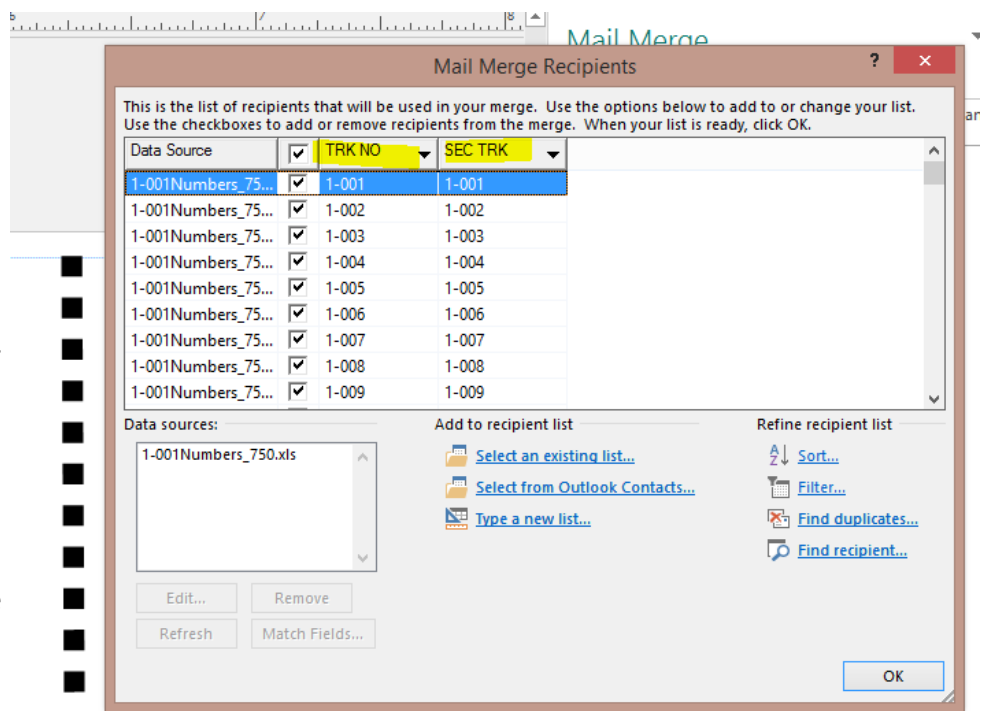 6 7 8
Mail Merge
Mail Merge Recipients ?
This is the list of recipients that will be used in your merge. Use the options below to add to or change your list.
Use the checkboxes to add or remove recipients from the merge. When your list is ready, click OK.
Data Source TRK NO SEC TRK
1-001Numbers_75... 1-001 1-001
1-001Numbers_75... 1-002 1-002
1-001Numbers_75... 1-003 1-003
1-001Numbers_75... 1-004 1-004
1-001Numbers_75... 1-005 1-005
1-001Numbers_75... 1-006 1-006
1-001Numbers_75... 1-007 1-007
1-001Numbers_75... 1-008 1-008
1-001Numbers_75... 1-009 1-009
Data sources: Add to recipient list Refine recipient list
1-001Numbers_750.xls Select an existing list... Sort...
Select from Outlook Contacts... Filter...
Type a new list... Find duplicates...
Find recipient...
Edit... Remove
Refresh Match Fields...
OK